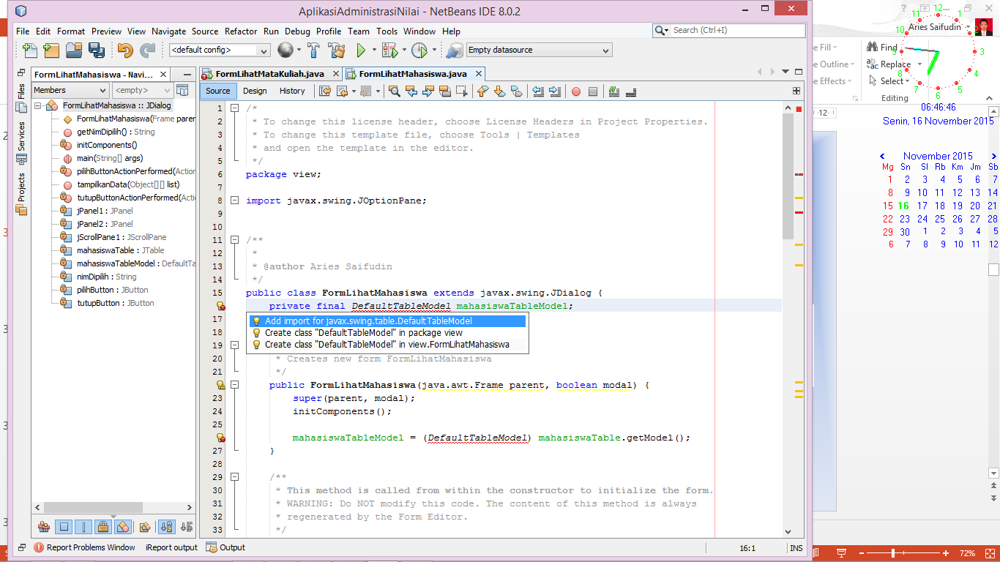 AplikasiAdministrasiNilai - NetBeans IDE 8.0.2
File Edit Format Preview View Navigate Source Refactor Run Debug Profile Team Tools Window Help
Search (Ctrl+I)
<default config>
Empty datasource
FormLihatMahasiswa - Navi...
FormLihatMataKuliah.java
FormLihatMahasiswa.java
Members
<empty>
Source Design History
Files
Services
Projects
FormLihatMahasiswa :: JDialog
FormLihatMahasiswa(Frame paren
getNimDipilih() : String
initComponents()
main(String[] args)
pilihButtonActionPerformed(Action
tampilkanData(Object[][] list)
tutupButtonActionPerformed(Actio
jPanel1 : JPanel
jPanel2 : JPanel
jScrollPane1 : JScrollPane
mahasiswaTable : JTable
mahasiswaTableModel : DefaultTa
nimDipilih : String
pilihButton : JButton
tutupButton : JButton
1 /*
2 * To change this license header, choose License Headers in Project Properties.
3 * To change this template file, choose Tools | Templates
4 * and open the template in the editor.
5 */
6 package view;
7
8 import javax.swing.JOptionPane;
9
10
11 /**
12 *
13 * @author Aries Saifudin
14 */
15 public class FormLihatMahasiswa extends javax.swing.JDialog {
private final DefaultTableModel mahasiswaTableModel;
17
Add import for javax.swing.table.DefaultTableModel
18
Create class "DefaultTableModel" in package view
19
Create class "DefaultTableModel" in view.FormLihatMahasiswa
20 * Creates new form FormLihatMahasiswa
21 */
public FormLihatMahasiswa(java.awt.Frame parent, boolean modal) {
23 super(parent, modal);
24 initComponents();
25
mahasiswaTableModel = (DefaultTableModel) mahasiswaTable.getModel();
27 }
28
29 /**
30 * This method is called from within the constructor to initialize the form.
31 * WARNING: Do NOT modify this code. The content of this method is always
32 * regenerated by the Form Editor.
33 */
Report Problems Window iReport output Output
16:1 INS
Aries Saifudin
Fill
Outline
Effects
Find
Replace
Select
Editing
12 1 2 3 4 5 6 7 8 9 10 11
06:46:46
Senin, 16 November 2015
12
< November 2015 >
Mg Sn Sl Rb Km Jm Sb
1 2 3 4 5 6 7
8 9 10 11 12 13 14
15 16 17 18 19 20 21
22 23 24 25 26 27 28
29 30 1 2 3 4 5
6 7 8 9 10 11 12
72%